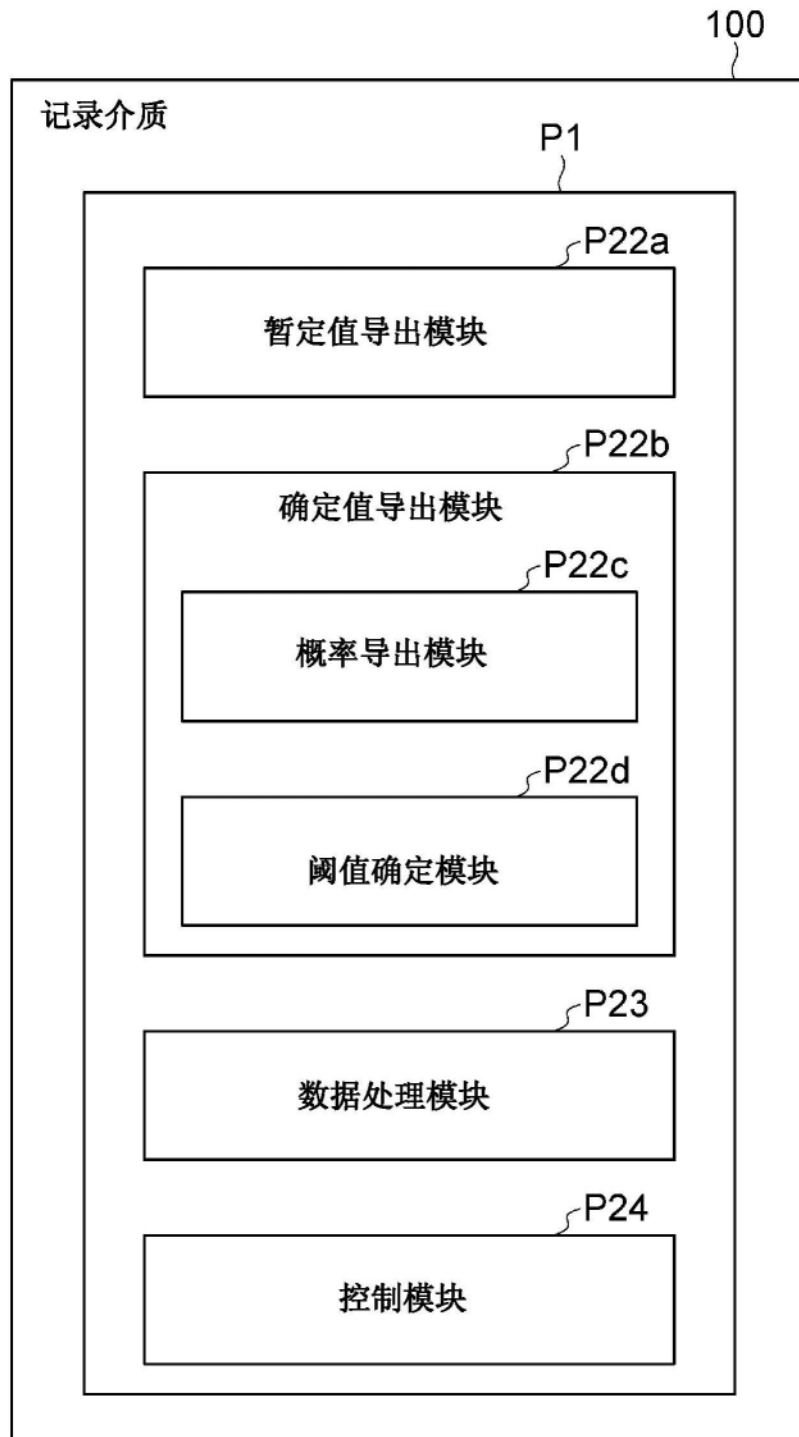 100
记录介质
P1
P22a
暂定值导出模块
P22b
确定值导出模块
P22c
概率导出模块
P22d
阈值确定模块
P23
数据处理模块
P24
控制模块